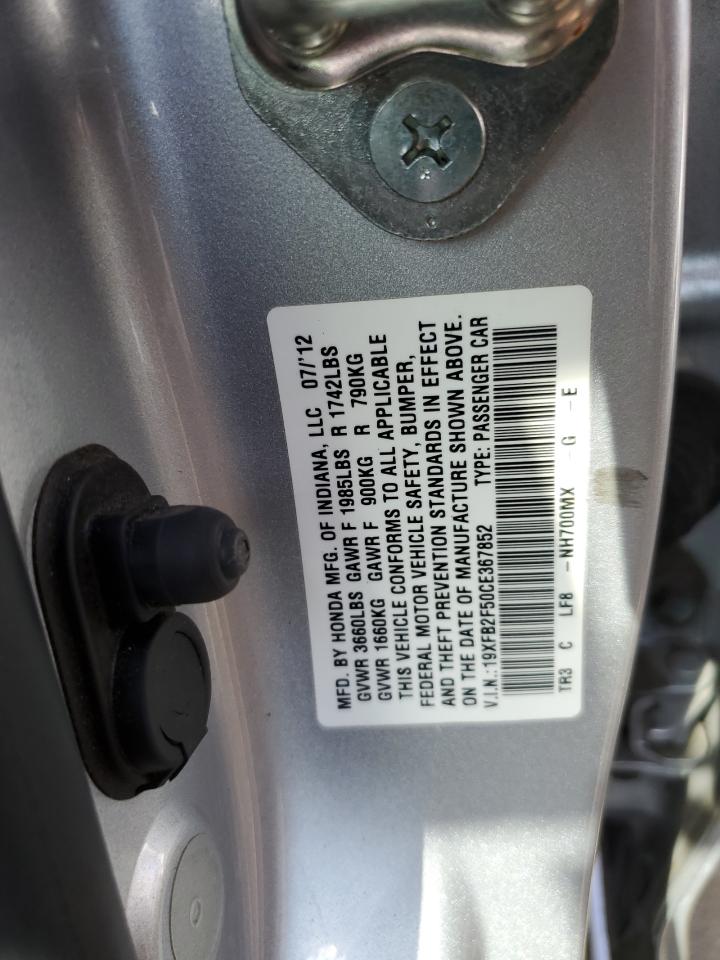 MFD. BY HONDA MFG. OF INDIANA, LLC 07/'12
GVWR 3660LBS GAWR F 1985LBS R 1742LBS
GVWR 1660KG GAWR F 900KG R 790KG
THIS VEHICLE CONFORMS TO ALL APPLICABLE
FEDERAL MOTOR VEHICLE SAFETY, BUMPER,
AND THEFT PREVENTION STANDARDS IN EFFECT
ON THE DATE OF MANUFACTURE SHOWN ABOVE.
V.I.N.: 19XFB2F50CE367852 TYPE: PASSENGER CAR
TR3 C LF8 -NH700MX -G -E